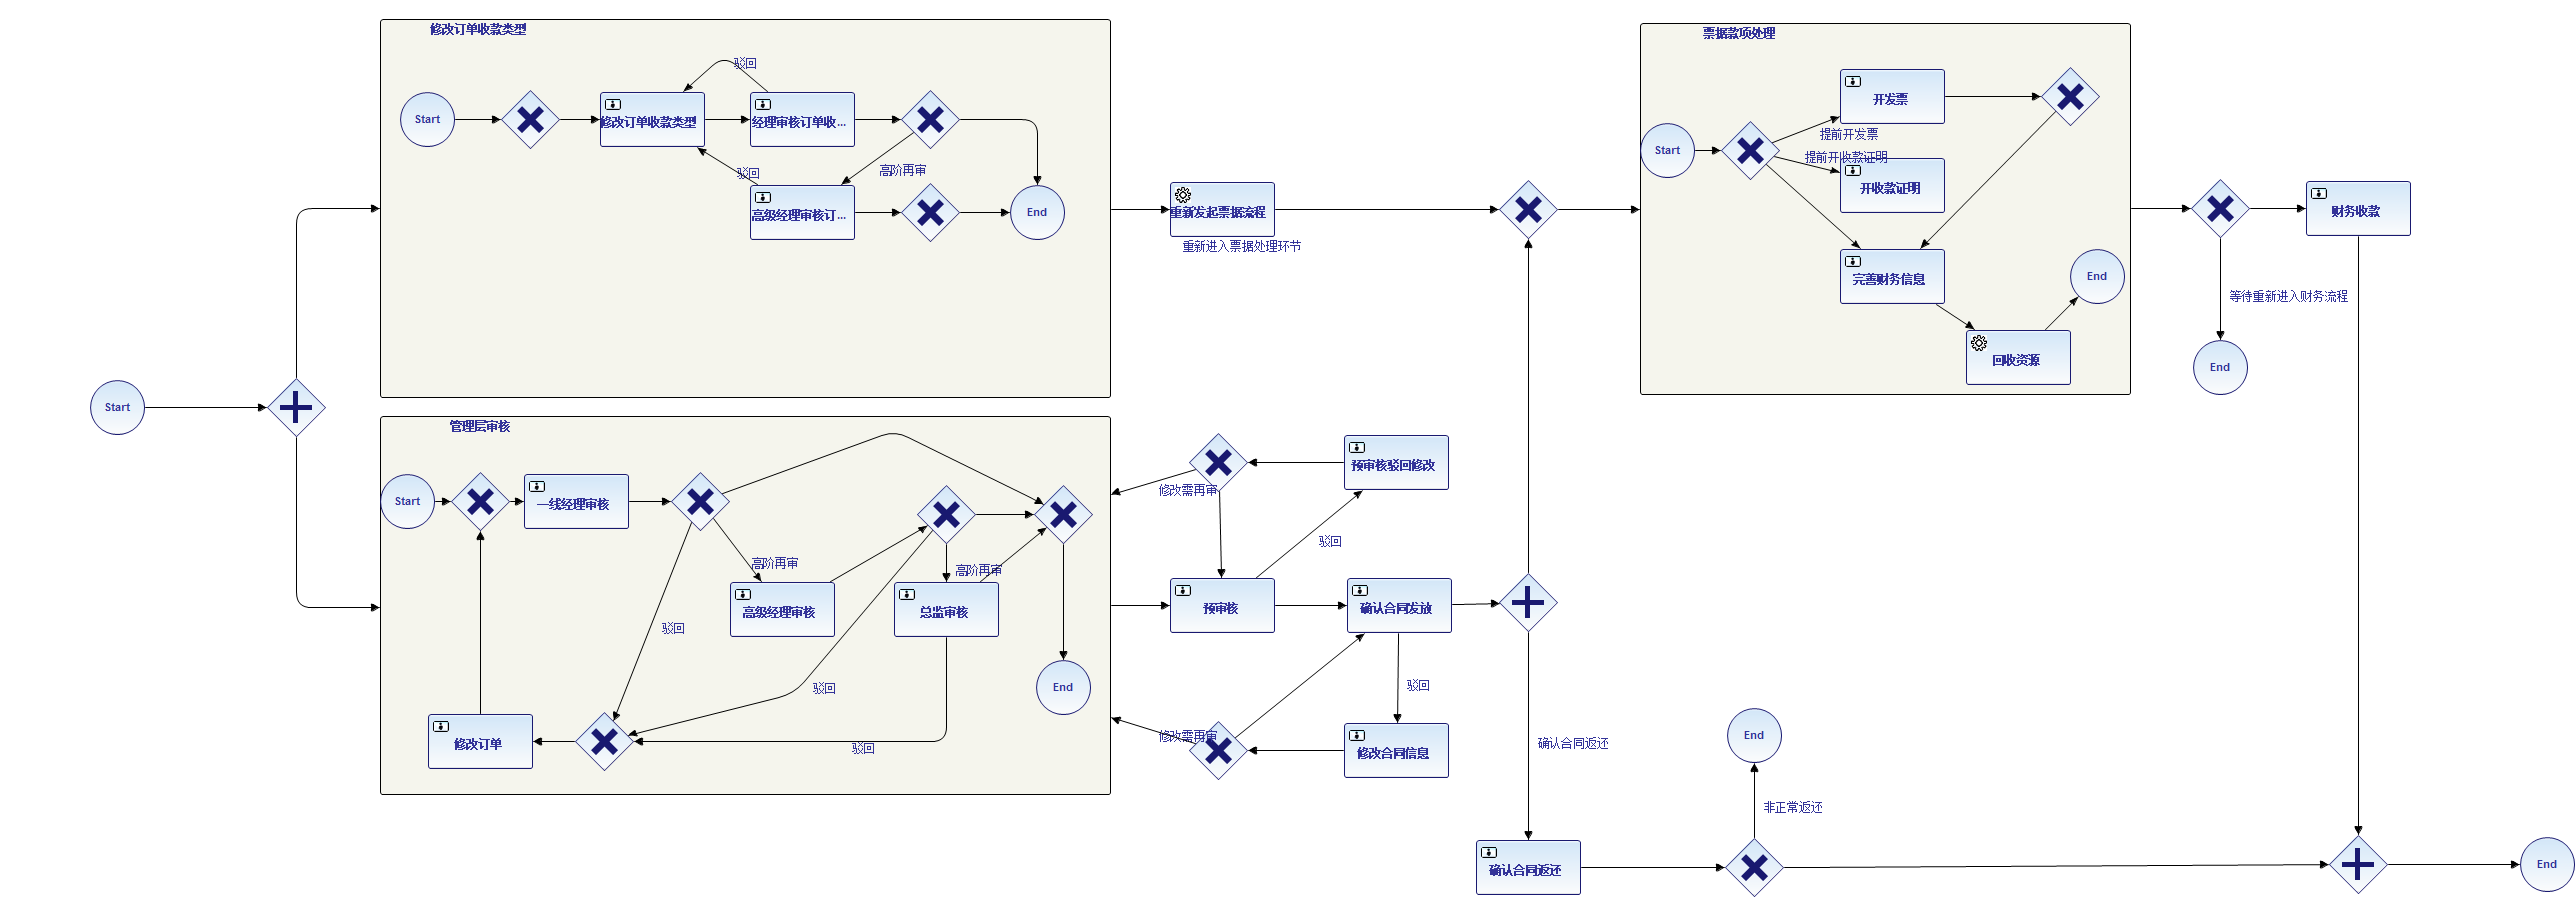 修改订单收款类型
驳回
Start
修改订单收款类型
经理审核订单收...
驳回
高阶再审
高级经理审核订...
End
重新发起票据流程
重新进入票据处理环节
票据款项处理
开发票
提前开发票
Start
提前开收款证明
开收款证明
完善财务信息
End
回收资源
财务收款
等待重新进入财务流程
End
Start
管理层审核
Start
一线经理审核
高阶再审
高阶再审
高级经理审核
总监审核
驳回
驳回
End
修改订单
驳回
预审核驳回修改
修改需再审
驳回
预审核
确认合同发放
驳回
修改需再审
修改合同信息
确认合同返还
End
非正常返还
确认合同返还
End